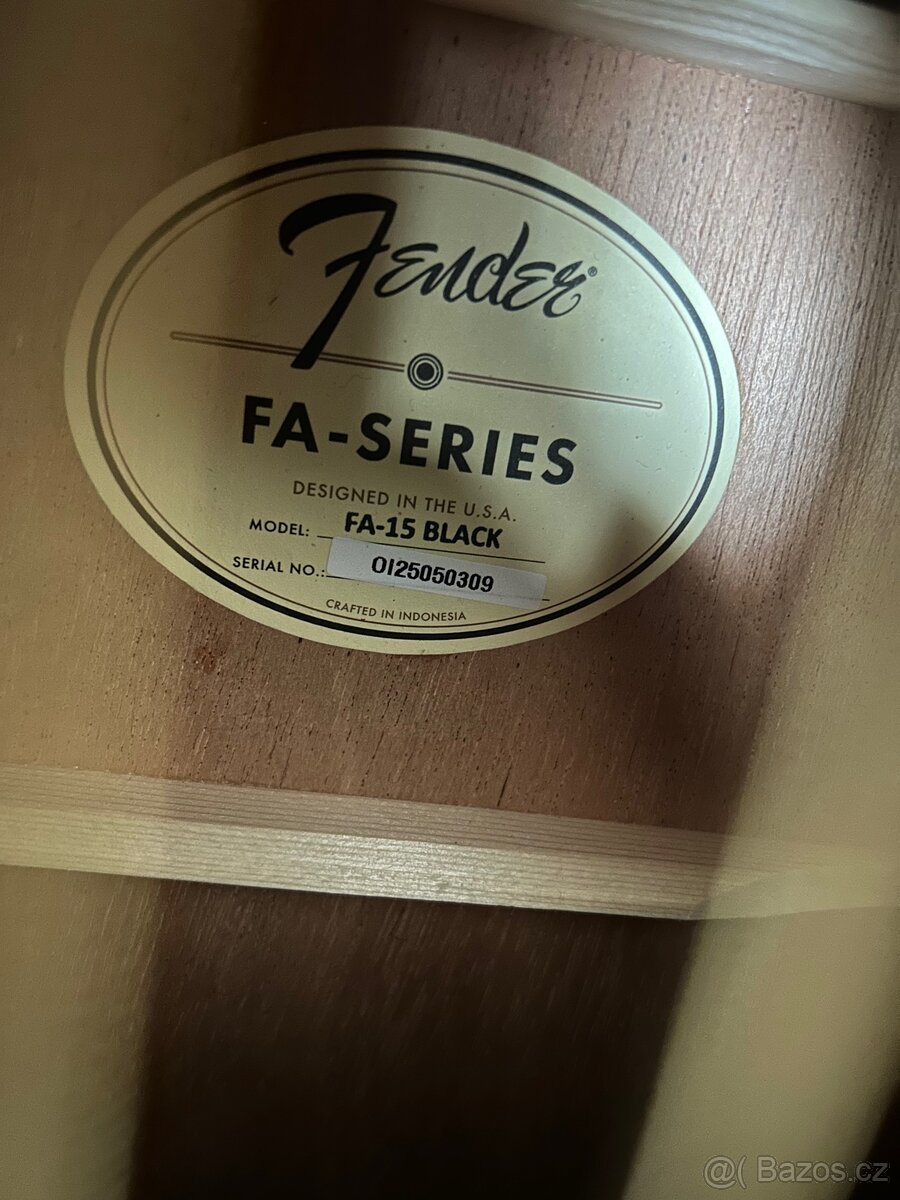 Fender®
FA-SERIES
DESIGNED IN THE U.S.A.
MODEL: FA-15 BLACK
SERIAL NO.: OI25050309
CRAFTED IN INDONESIA
@( Bazos.cz